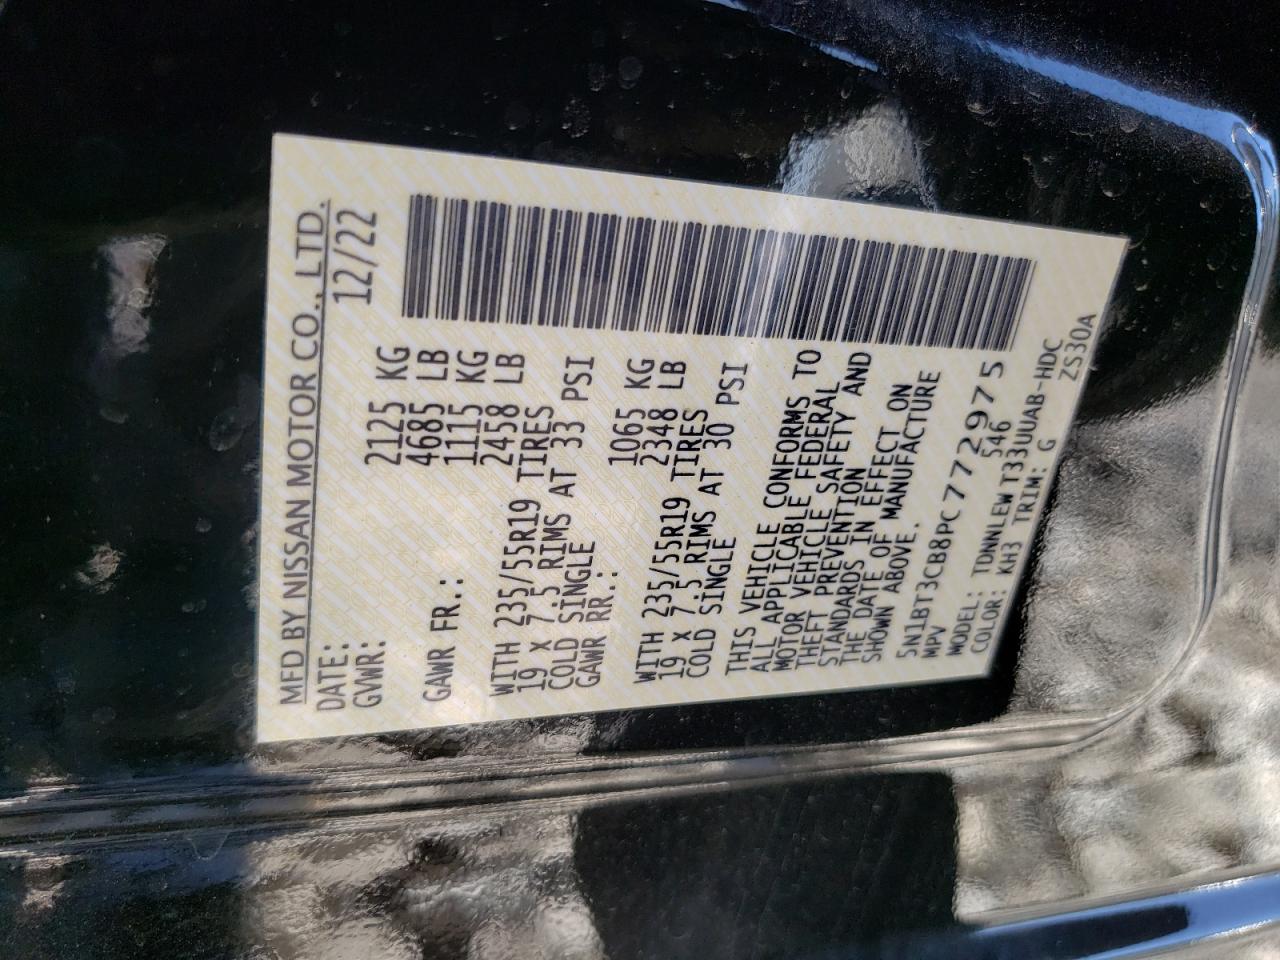 MFD BY NISSAN MOTOR CO., LTD.
DATE: 12/22
GVWR: 2125 KG
4685 LB
GAWR FR.: 1115 KG
2458 LB
WITH 235/55R19 TIRES
19 X 7.5 RIMS AT 33 PSI
COLD SINGLE
GAWR RR.: 1065 KG
2348 LB
WITH 235/55R19 TIRES
19 X 7.5 RIMS AT 30 PSI
COLD SINGLE
THIS VEHICLE CONFORMS TO
ALL APPLICABLE FEDERAL
MOTOR VEHICLE SAFETY AND
THEFT PREVENTION
STANDARDS IN EFFECT ON
THE DATE OF MANUFACTURE
SHOWN ABOVE.
5N1BT3CB8PC772975
MPV 546
MODEL: TDNNLEWT33UUAB-HDC
COLOR: KH3 TRIM: G ZS30A